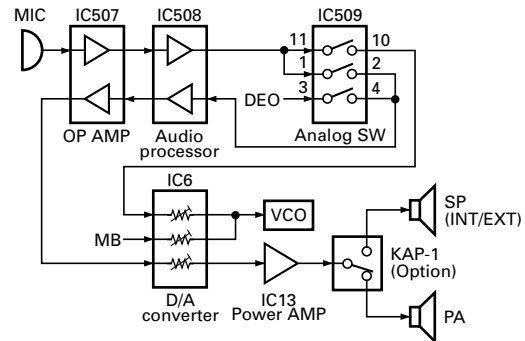 MIC
IC507
IC508
IC509
11
10
1
2
DEO
3
4
OP AMP
Audio
processor
Analog SW
IC6
VCO
MB
SP
(INT/EXT)
KAP-1
(Option)
D/A
converter
IC13
Power AMP
PA